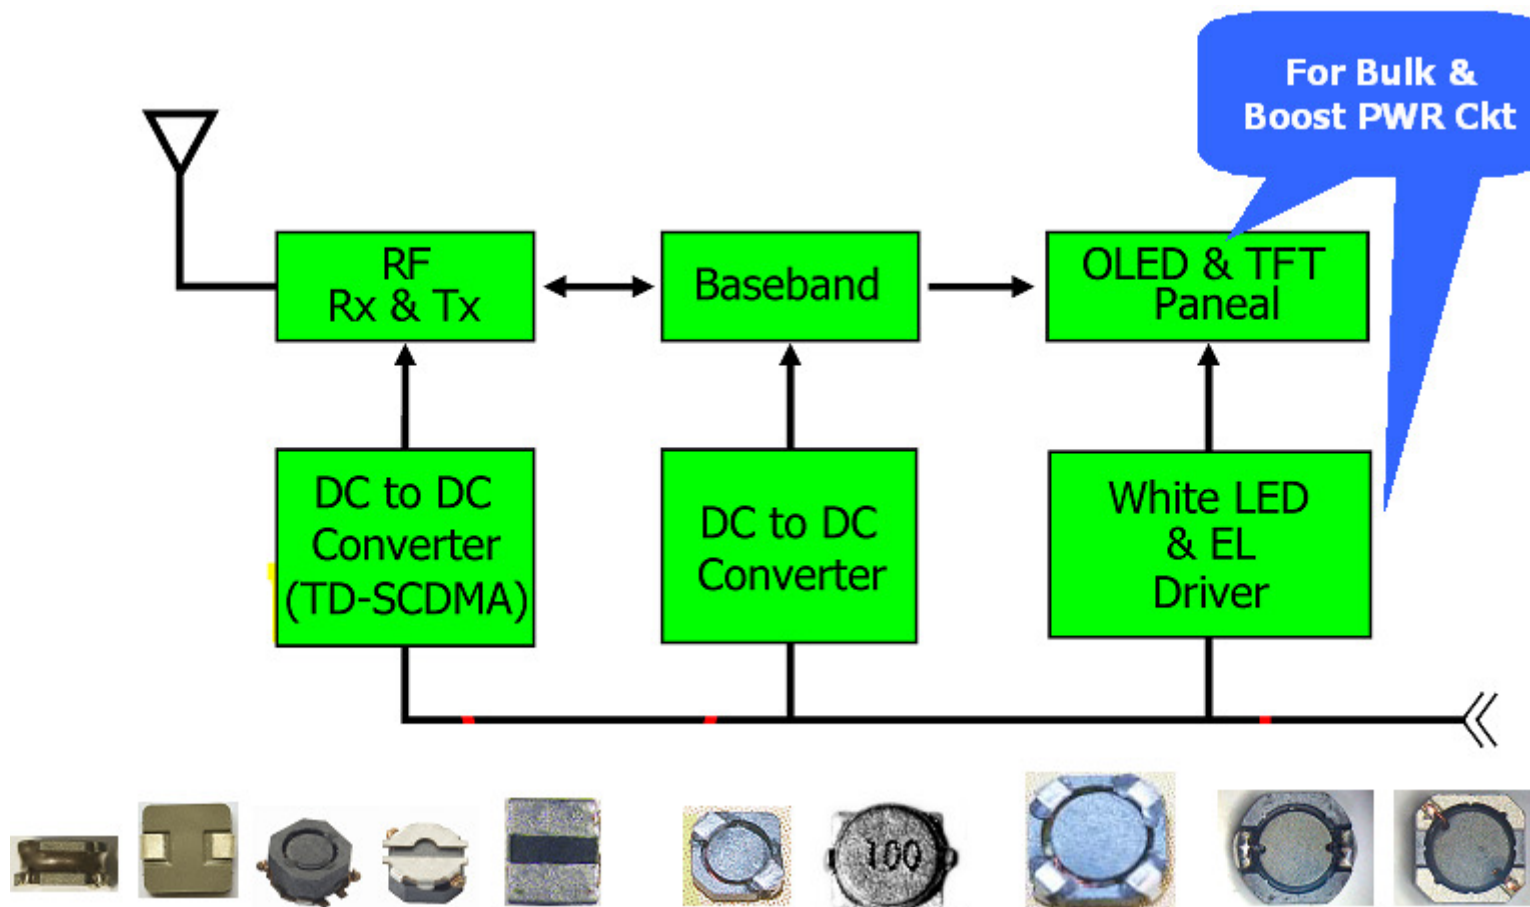 For Bulk &
Boost PWR Ckt
RF
Rx & Tx
Baseband
OLED & TFT
Paneal
DC to DC
Converter
(TD-SCDMA)
DC to DC
Converter
White LED
& EL
Driver
100